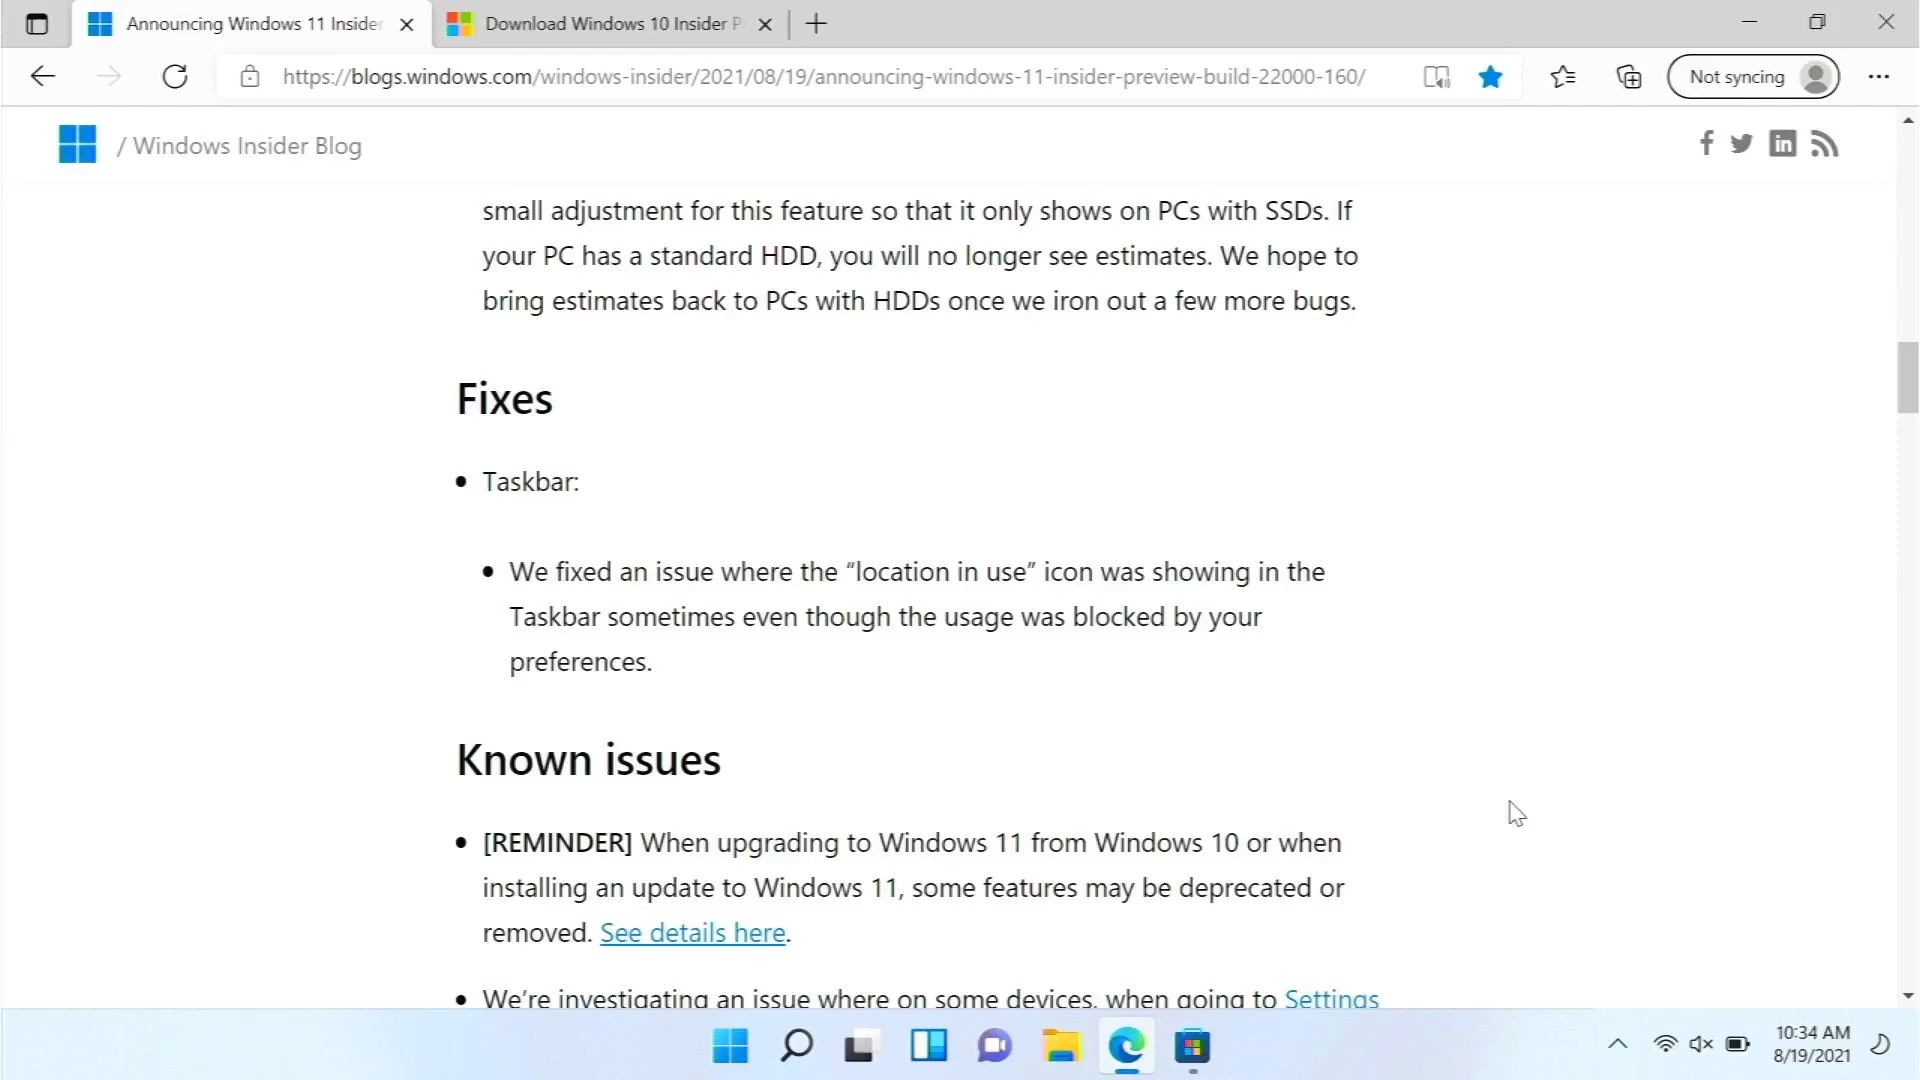 Announcing Windows 11 Insider
Download Windows 10 Insider P
https://blogs.windows.com/windows-insider/2021/08/19/announcing-windows-11-insider-preview-build-22000-160/
Not syncing
/ Windows Insider Blog
small adjustment for this feature so that it only shows on PCs with SSDs. If
your PC has a standard HDD, you will no longer see estimates. We hope to
bring estimates back to PCs with HDDs once we iron out a few more bugs.
Fixes
• Taskbar:
• We fixed an issue where the “location in use” icon was showing in the
Taskbar sometimes even though the usage was blocked by your
preferences.
Known issues
• [REMINDER] When upgrading to Windows 11 from Windows 10 or when
installing an update to Windows 11, some features may be deprecated or
removed. See details here.
• We’re investigating an issue where on some devices, when going to Settings
10:34 AM
8/19/2021